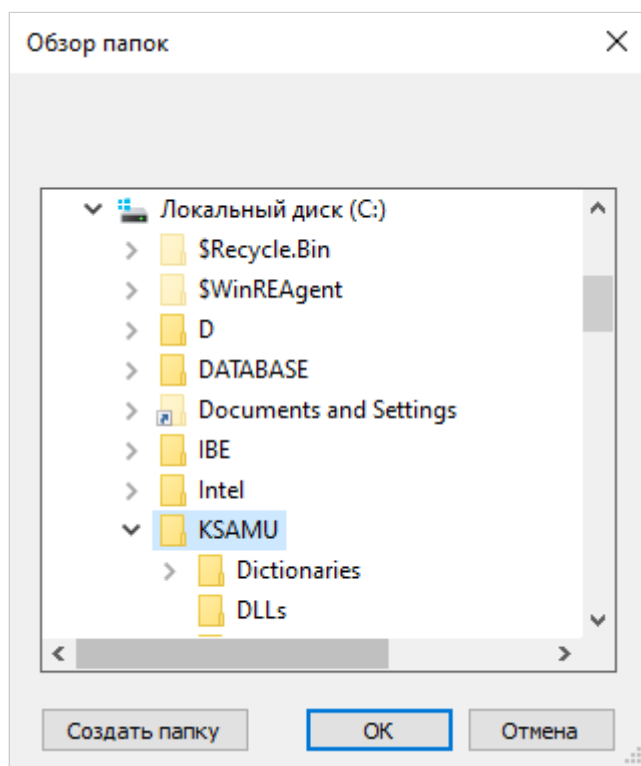 Обзор папок
Локальный диск (C:)
$Recycle.Bin
$WinREAgent
D
DATABASE
Documents and Settings
IBE
Intel
KSAMU
Dictionaries
DLLs
Создать папку ОК Отмена